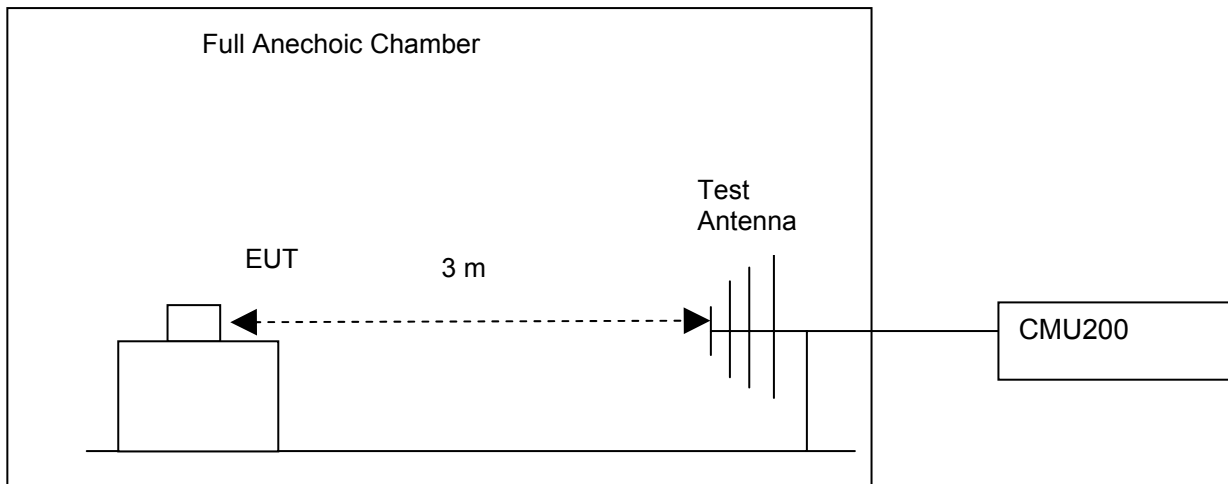 Full Anechoic Chamber
Test
Antenna
EUT
3 m
CMU200